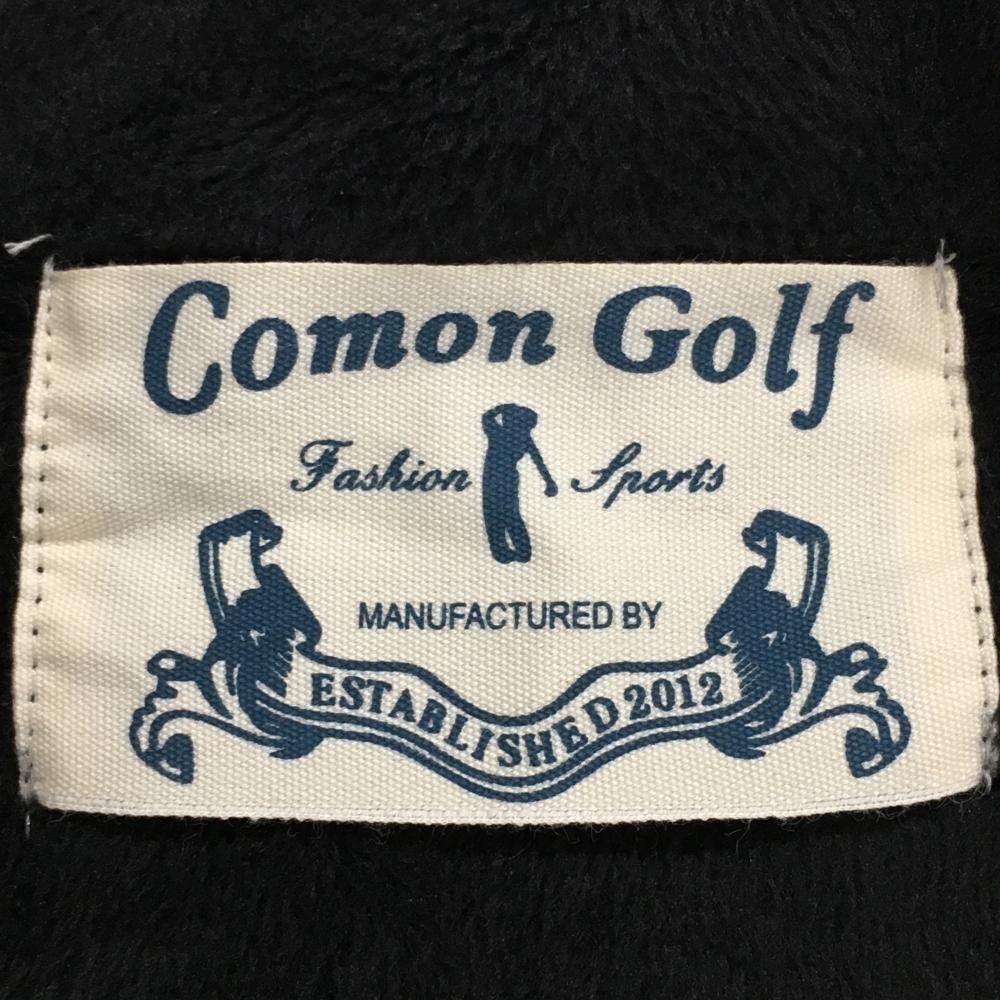 Comon Golf
Fashion Sports
MANUFACTURED BY
ESTABLISHED 2012